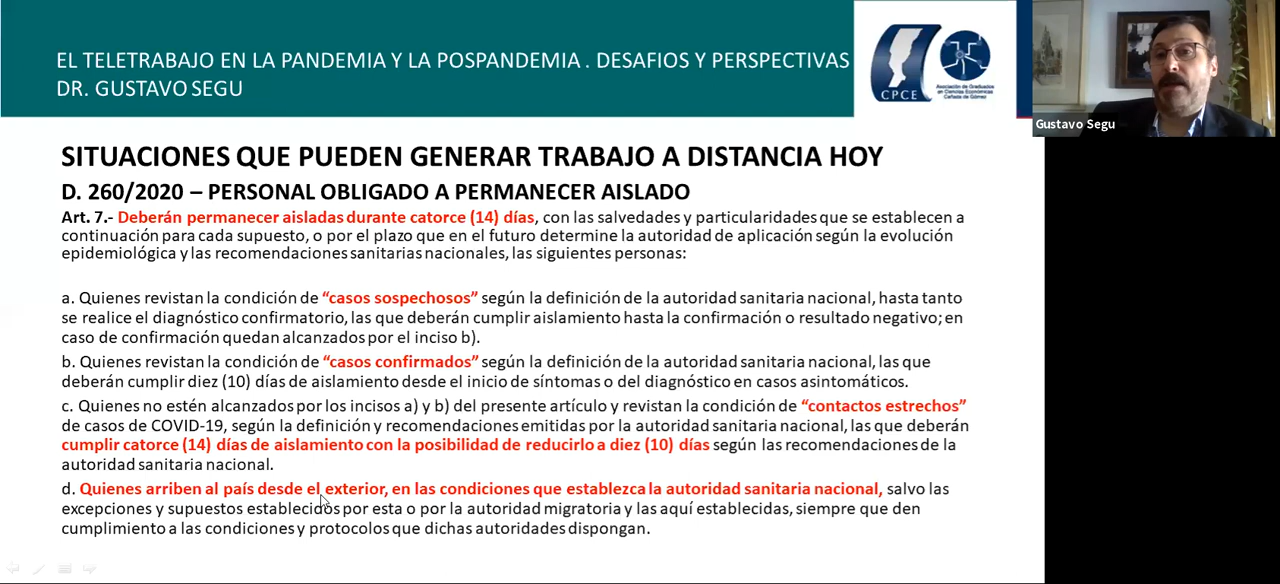 EL TELETRABAJO EN LA PANDEMIA Y LA POSPANDEMIA . DESAFIOS Y PERSPECTIVAS
DR. GUSTAVO SEGU
CPCE
Asociación de Graduados
en Ciencias Económicas
Cañada de Gómez
Gustavo Segu
SITUACIONES QUE PUEDEN GENERAR TRABAJO A DISTANCIA HOY
D. 260/2020 – PERSONAL OBLIGADO A PERMANECER AISLADO
Art. 7.- Deberán permanecer aisladas durante catorce (14) días, con las salvedades y particularidades que se establecen a
continuación para cada supuesto, o por el plazo que en el futuro determine la autoridad de aplicación según la evolución
epidemiológica y las recomendaciones sanitarias nacionales, las siguientes personas:
a. Quienes revistan la condición de “casos sospechosos” según la definición de la autoridad sanitaria nacional, hasta tanto
se realice el diagnóstico confirmatorio, las que deberán cumplir aislamiento hasta la confirmación o resultado negativo; en
caso de confirmación quedan alcanzados por el inciso b).
b. Quienes revistan la condición de “casos confirmados” según la definición de la autoridad sanitaria nacional, las que
deberán cumplir diez (10) días de aislamiento desde el inicio de síntomas o del diagnóstico en casos asintomáticos.
c. Quienes no estén alcanzados por los incisos a) y b) del presente artículo y revistan la condición de “contactos estrechos”
de casos de COVID-19, según la definición y recomendaciones emitidas por la autoridad sanitaria nacional, las que deberán
cumplir catorce (14) días de aislamiento con la posibilidad de reducirlo a diez (10) días según las recomendaciones de la
autoridad sanitaria nacional.
d. Quienes arriben al país desde el exterior, en las condiciones que establezca la autoridad sanitaria nacional, salvo las
excepciones y supuestos establecidos por esta o por la autoridad migratoria y las aquí establecidas, siempre que den
cumplimiento a las condiciones y protocolos que dichas autoridades dispongan.